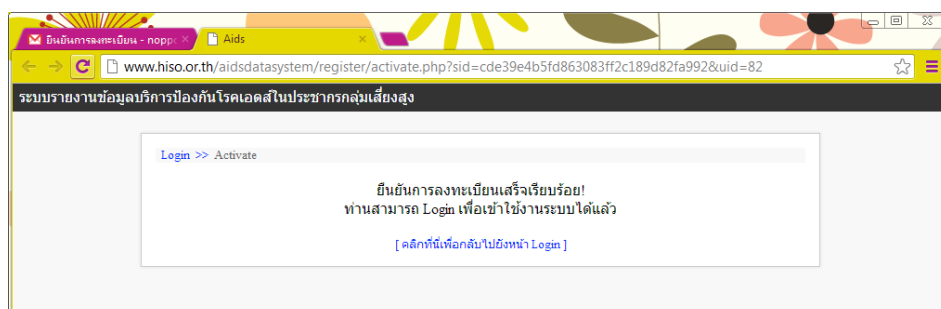 ยืนยันการลงทะเบียน - noppo
Aids
www.hiso.or.th/aidsdatasystem/register/activate.php?sid=cde39e4b5fd863083ff2c189d82fa992&uid=82
ระบบรายงานข้อมูลบริการป้องกันโรคเอดส์ในประชากรกลุ่มเสี่ยงสูง
Login >> Activate
ยืนยันการลงทะเบียนเสร็จเรียบร้อย!
ท่านสามารถ Login เพื่อเข้าใช้งานระบบได้แล้ว
[ คลิกที่นี่เพื่อกลับไปยังหน้า Login ]